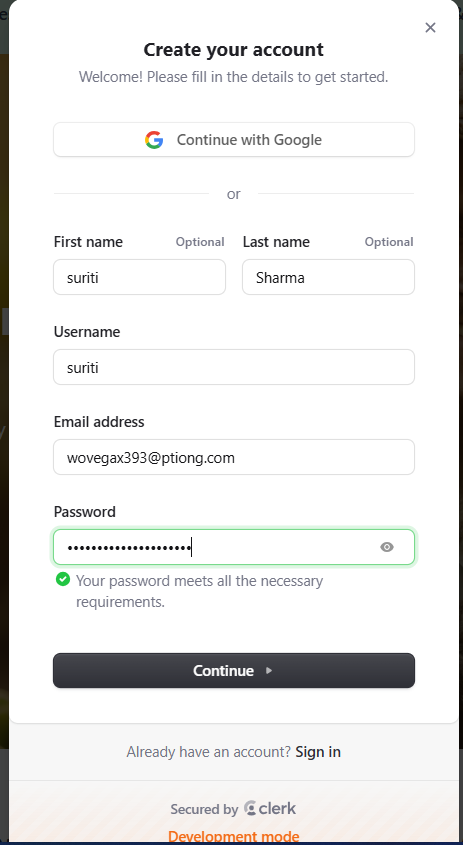 Create your account
Welcome! Please fill in the details to get started.
Continue with Google
or
First name Optional Last name Optional
suriti Sharma
Username
suriti
Email address
wovegax393@ptiong.com
Password
•••••••••••••••••••••
Your password meets all the necessary
requirements.
Continue
Already have an account? Sign in
Secured by clerk
Development mode